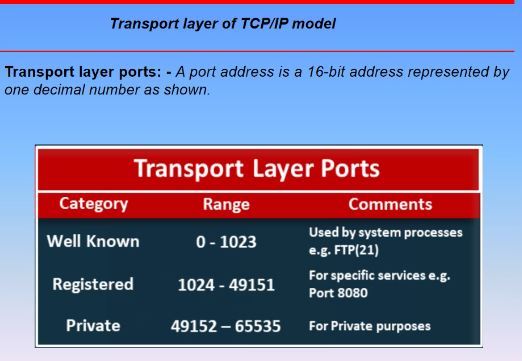 Transport layer of TCP/IP model
Transport layer ports: - A port address is a 16-bit address represented by
one decimal number as shown.
Transport Layer Ports
Category Range Comments
Well Known 0 - 1023 Used by system processes
e.g. FTP(21)
Registered 1024 - 49151 For specific services e.g.
Port 8080
Private 49152 – 65535 For Private purposes